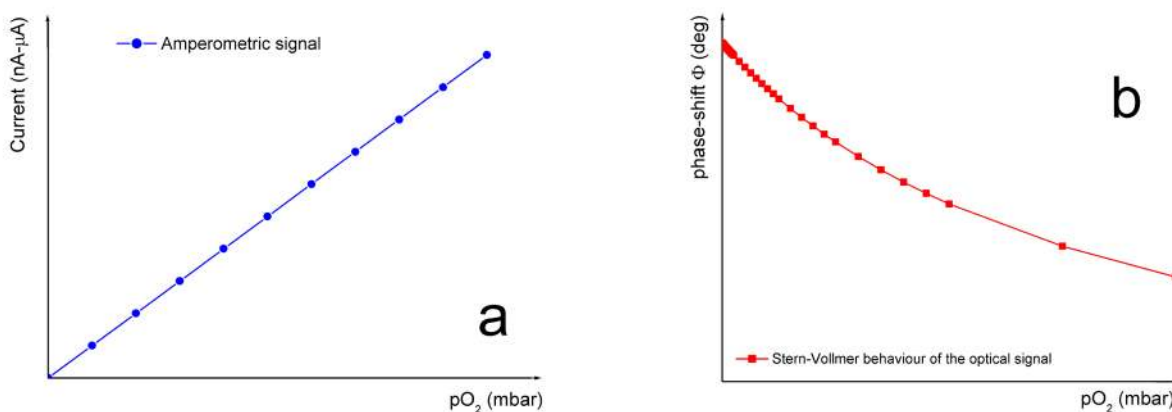 Current (nA-μA)
Amperometric signal
a
pO₂ (mbar)
phase-shift Φ (deg)
b
Stern-Vollmer behaviour of the optical signal
pO₂ (mbar)